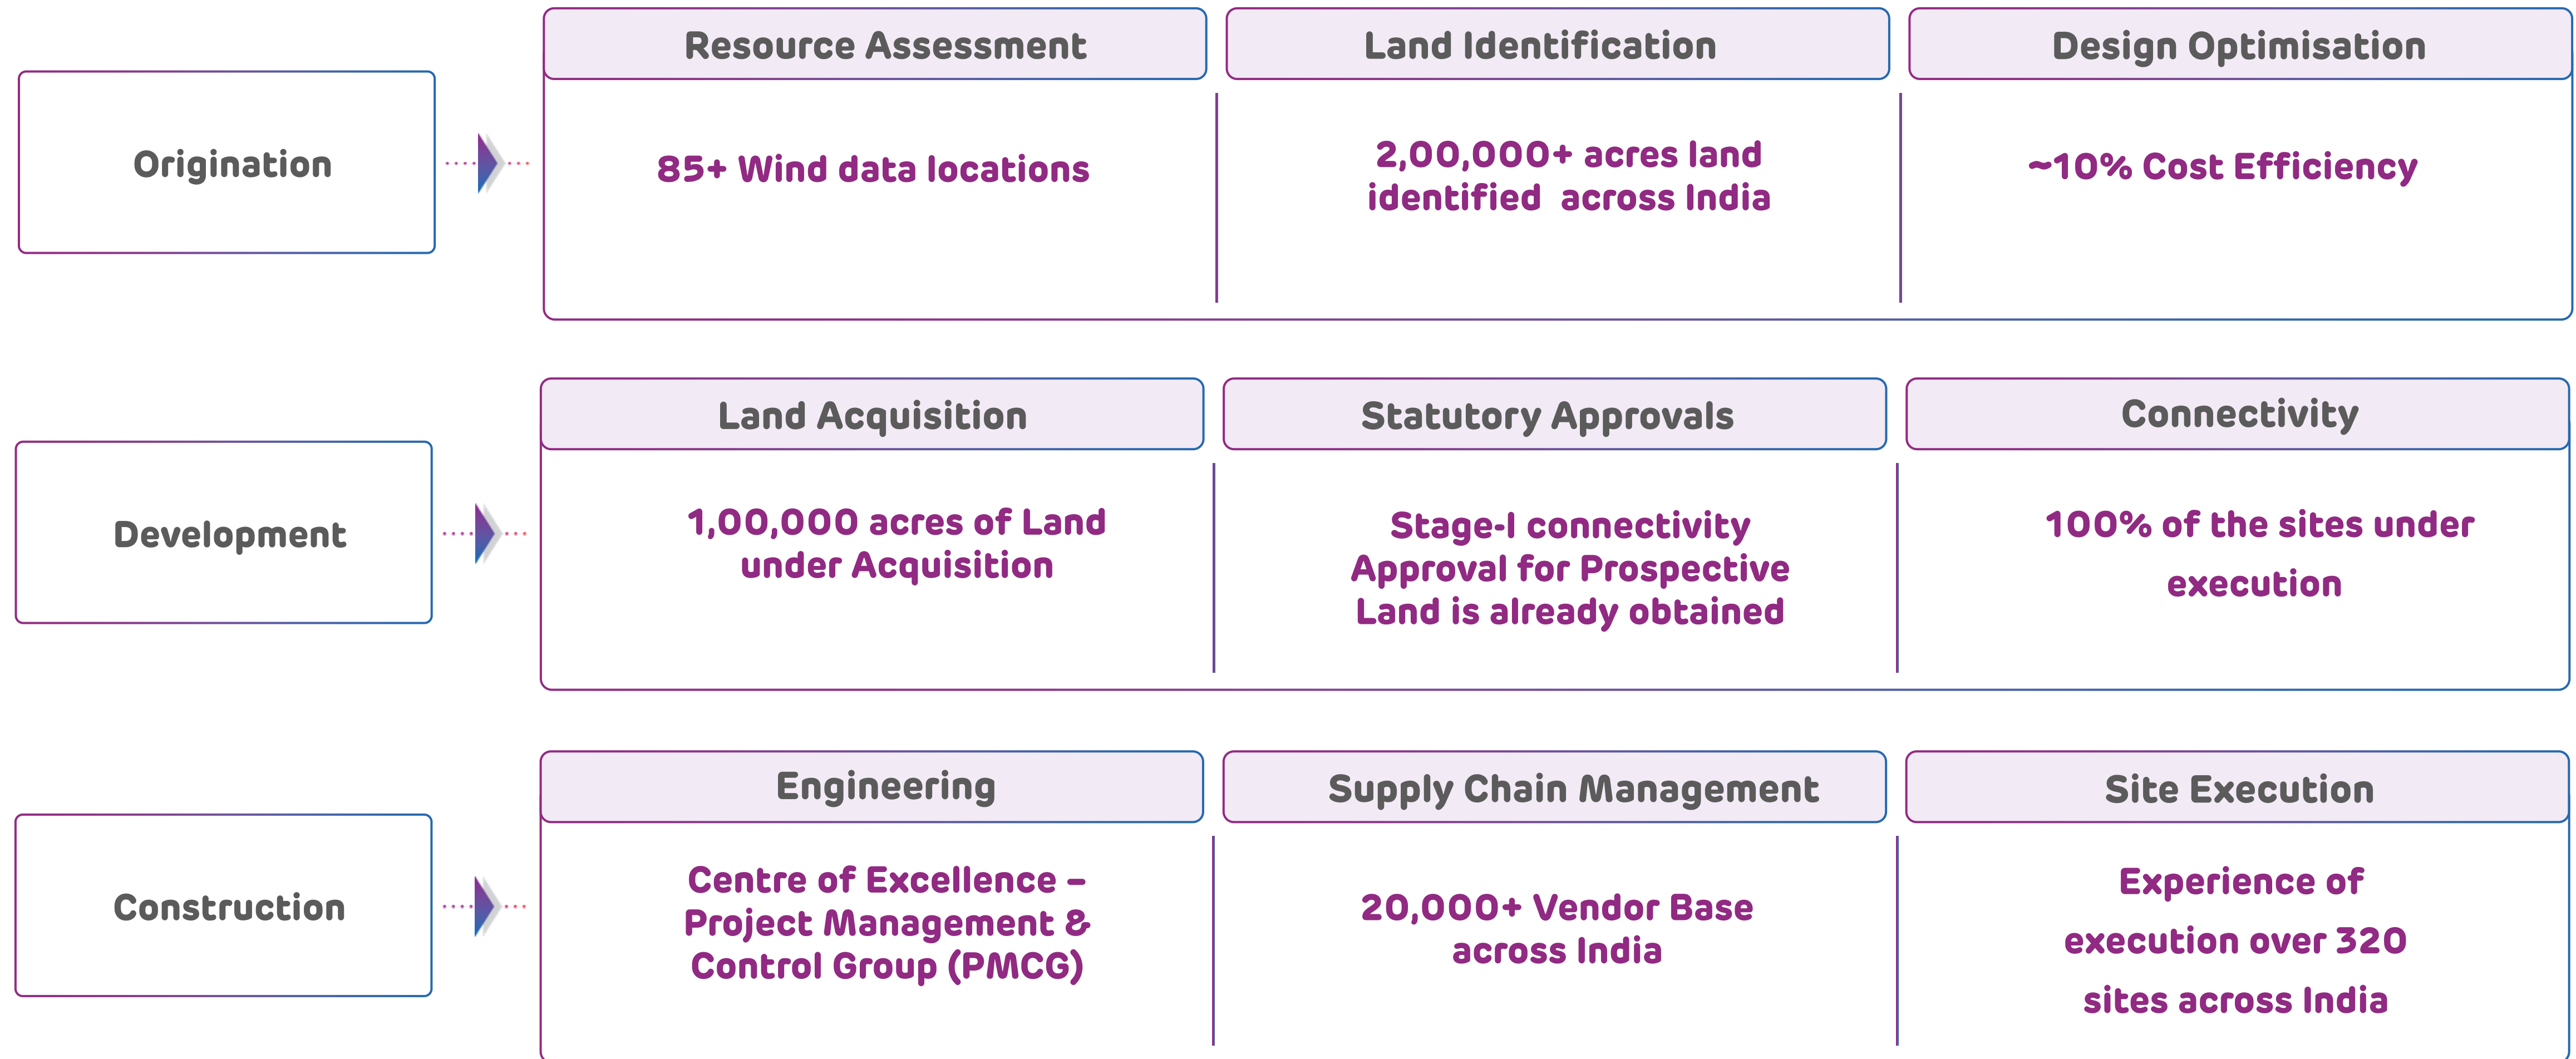 Resource Assessment
Land Identification
Design Optimisation
Origination
85+ Wind data locations
2,00,000+ acres land
identified across India
~10% Cost Efficiency
Land Acquisition
Statutory Approvals
Connectivity
Development
1,00,000 acres of Land
under Acquisition
Stage-I connectivity
Approval for Prospective
Land is already obtained
100% of the sites under
execution
Engineering
Supply Chain Management
Site Execution
Construction
Centre of Excellence –
Project Management &
Control Group (PMCG)
20,000+ Vendor Base
across India
Experience of
execution over 320
sites across India